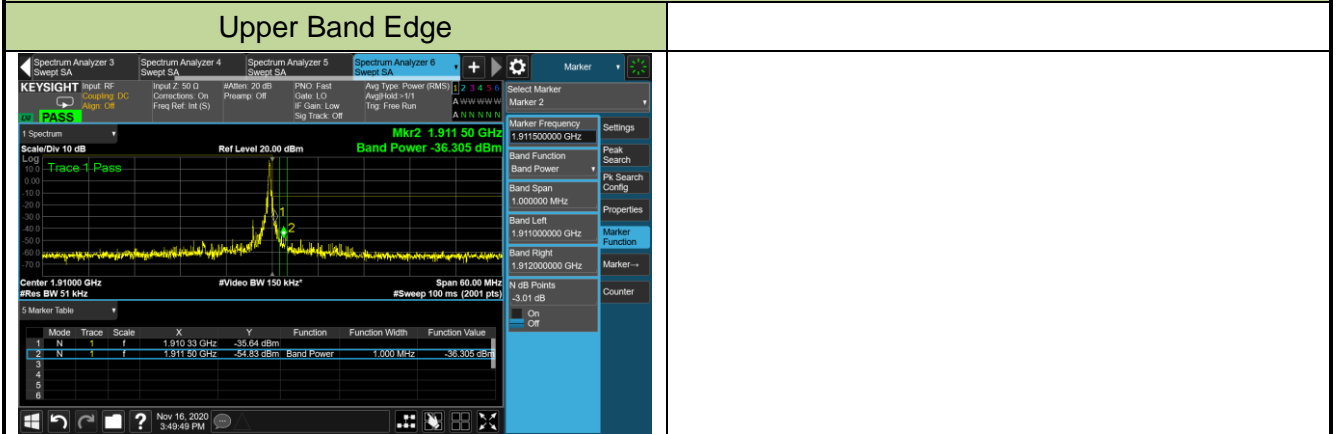 Upper Band Edge
Spectrum Analyzer 3
Swept SA
Spectrum Analyzer 4
Swept SA
Spectrum Analyzer 5
Swept SA
Spectrum Analyzer 6
Swept SA
+
Marker
KEYSIGHT
Input: RF
Coupling: DC
Align: Off
Input Z: 50 Ω
Corrections: On
Freq Ref: Int (S)
#Atten: 20 dB
Preamp: Off
PNO: Fast
Gate: LO
IF Gain: Low
Sig Track: Off
Avg Type: Power (RMS)
Avg|Hold:>1/1
Trig: Free Run
1 2 3 4 5 6
A W W W W W
A N N N N N
LXI PASS
Select Marker
Marker 2
1 Spectrum
Mkr2 1.911 50 GHz
Scale/Div 10 dB
Ref Level 20.00 dBm
Band Power -36.305 dBm
Log
Trace 1 Pass
10.0
0.00
-10.0
-20.0
-30.0
-40.0
-50.0
-60.0
-70.0
1
2
Center 1.91000 GHz
#Video BW 150 kHz*
Span 60.00 MHz
#Res BW 51 kHz
#Sweep 100 ms (2001 pts)
Marker Frequency
1.911500000 GHz
Band Function
Band Power
Band Span
1.000000 MHz
Band Left
1.911000000 GHz
Band Right
1.912000000 GHz
N dB Points
-3.01 dB
On
Off
Settings
Peak
Search
Pk Search
Config
Properties
Marker
Function
Marker→
Counter
5 Marker Table
Mode Trace Scale X Y Function Function Width Function Value
1 N 1 f 1.910 33 GHz -35.64 dBm
2 N 1 f 1.911 50 GHz -54.83 dBm Band Power 1.000 MHz -36.305 dBm
3
4
5
6
?
Nov 16, 2020
3:49:49 PM